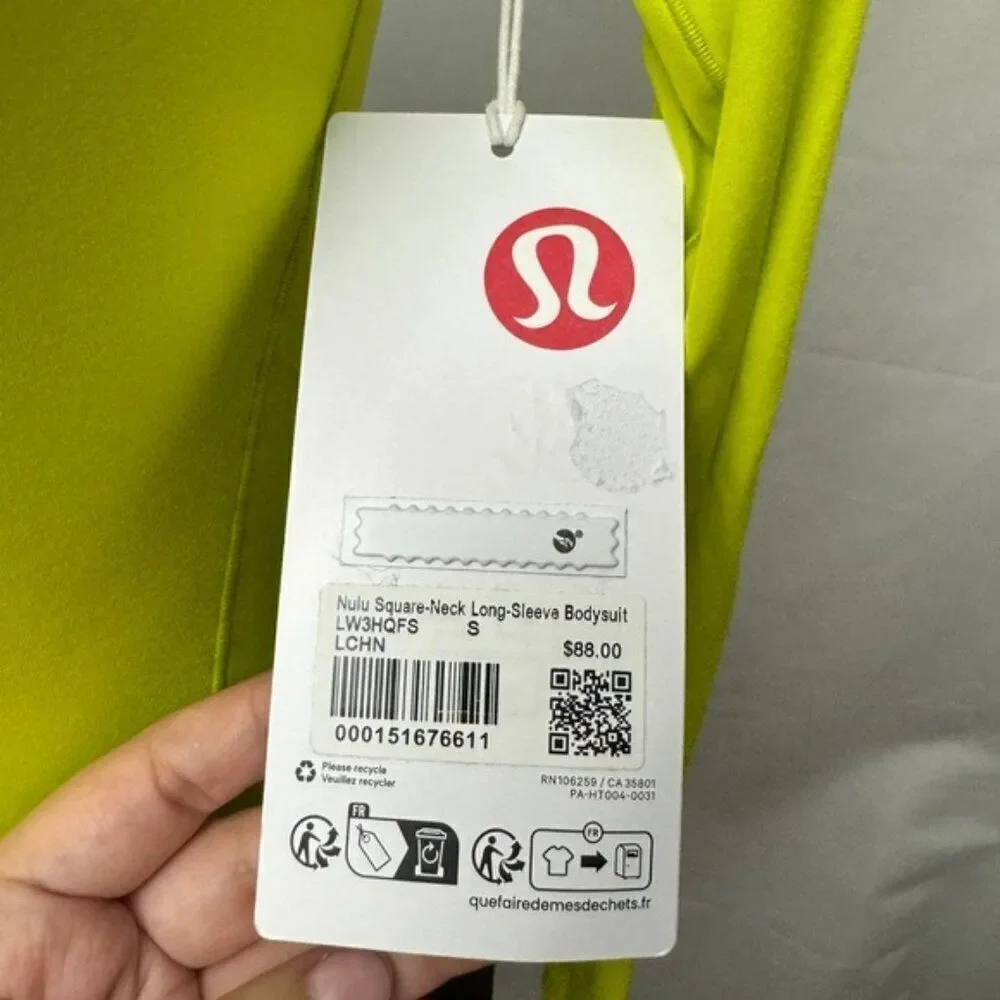 Nulu Square-Neck Long-Sleeve Bodysuit
LW3HQFS S
LCHN $88.00
000151676611
Please recycle
Veuillez recycler
RN106259 / CA 35801
PA-HT004-0031
FR
FR
quefairedemesdechets.fr